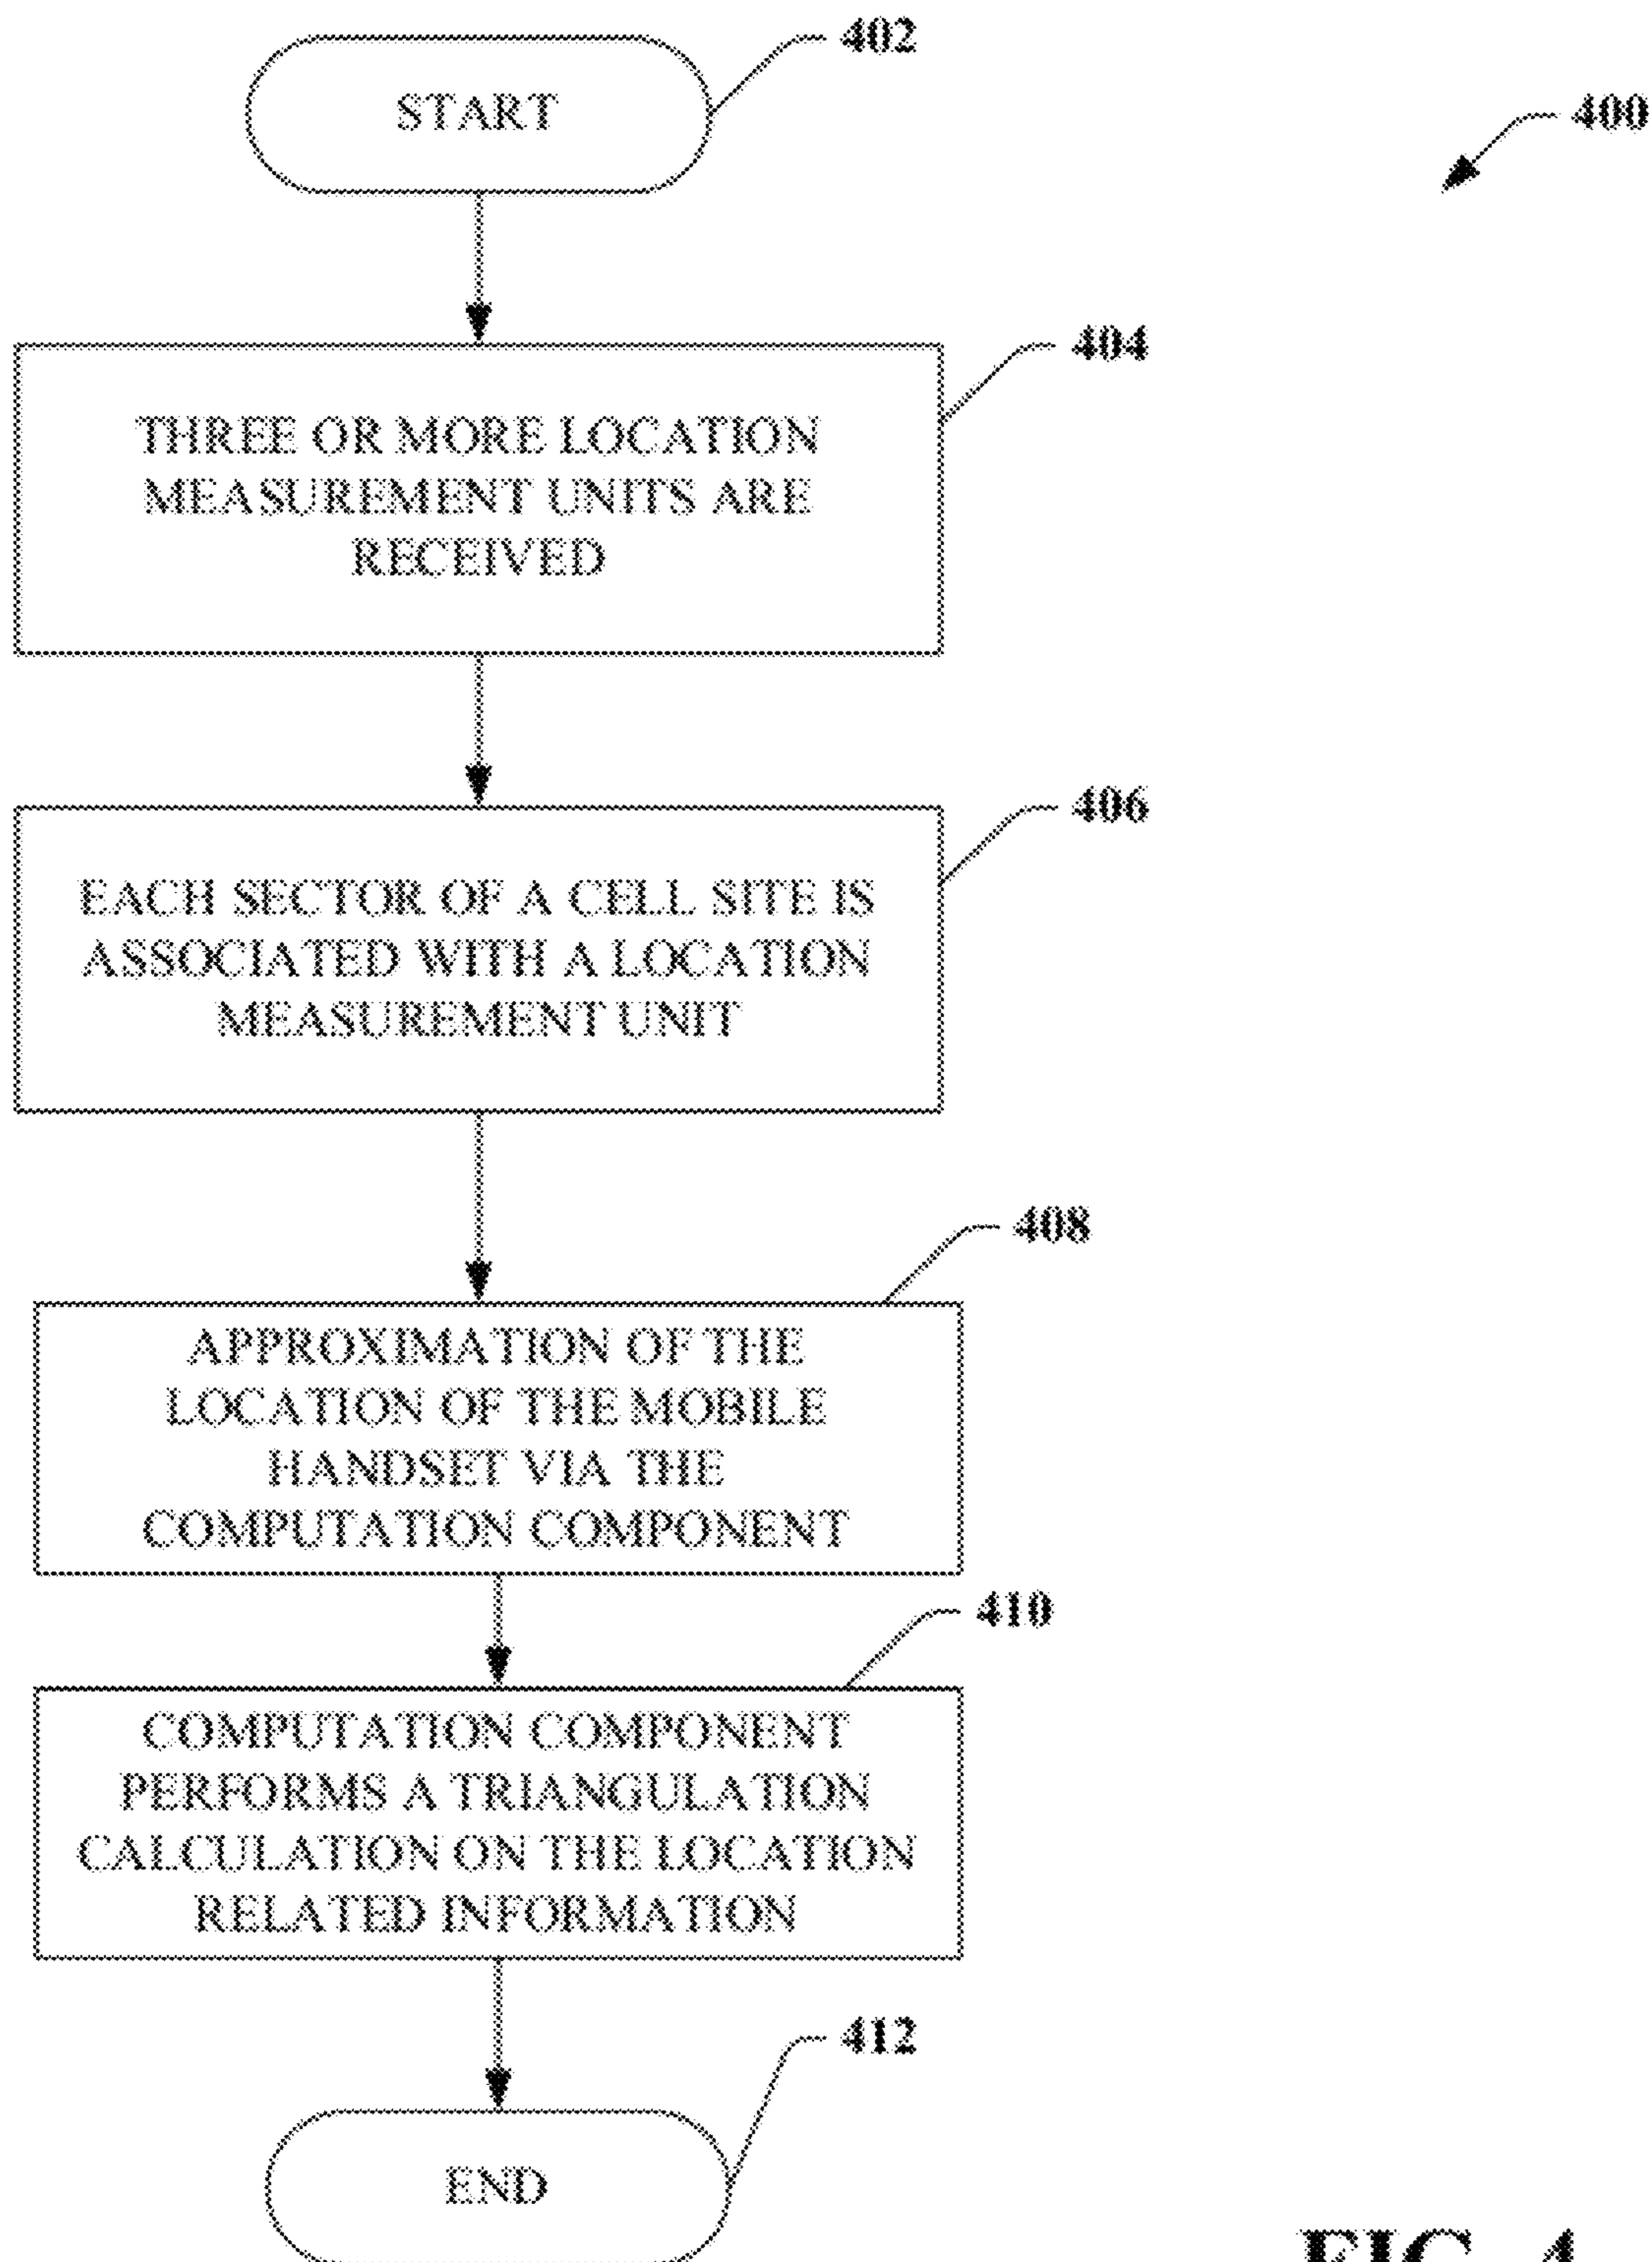 402
START
400
404
THREE OR MORE LOCATION
MEASUREMENT UNITS ARE
RECEIVED
406
EACH SECTOR OF A CELL SITE IS
ASSOCIATED WITH A LOCATION
MEASUREMENT UNIT
408
APPROXIMATION OF THE
LOCATION OF THE MOBILE
HANDSET VIA THE
COMPUTATION COMPONENT
410
COMPUTATION COMPONENT
PERFORMS A TRIANGULATION
CALCULATION ON THE LOCATION
RELATED INFORMATION
412
END
FIG. 4